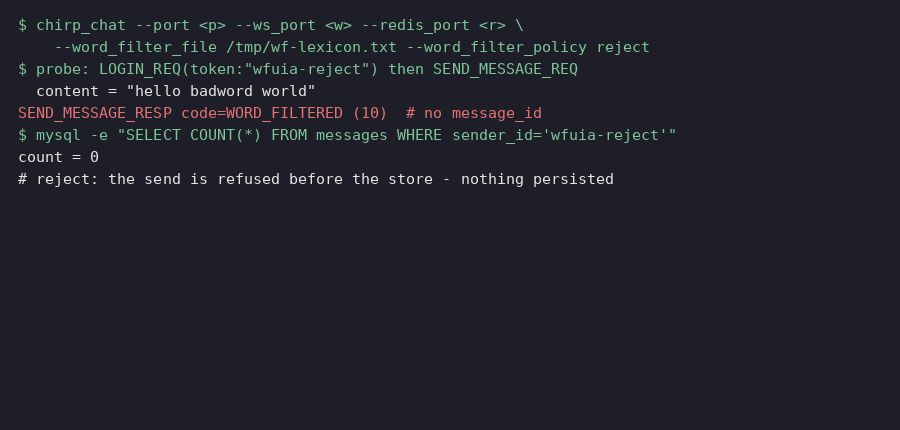 $ chirp_chat --port <p> --ws_port <w> --redis_port <r> \
    --word_filter_file /tmp/wf-lexicon.txt --word_filter_policy reject
$ probe: LOGIN_REQ(token:"wfuia-reject") then SEND_MESSAGE_REQ
  content = "hello badword world"
SEND_MESSAGE_RESP code=WORD_FILTERED (10)  # no message_id
$ mysql -e "SELECT COUNT(*) FROM messages WHERE sender_id='wfuia-reject'"
count = 0
# reject: the send is refused before the store - nothing persisted